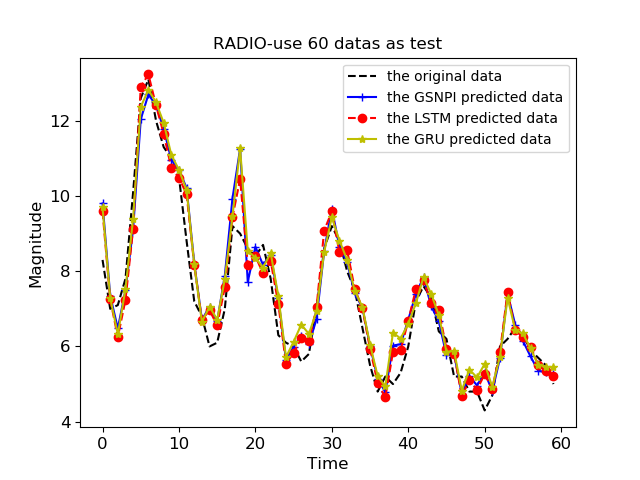 RADIO-use 60 datas as test
the original data
the GSNPI predicted data
the LSTM predicted data
the GRU predicted data
Magnitude
12
10
8
6
4
0 10 20 30 40 50 60
Time